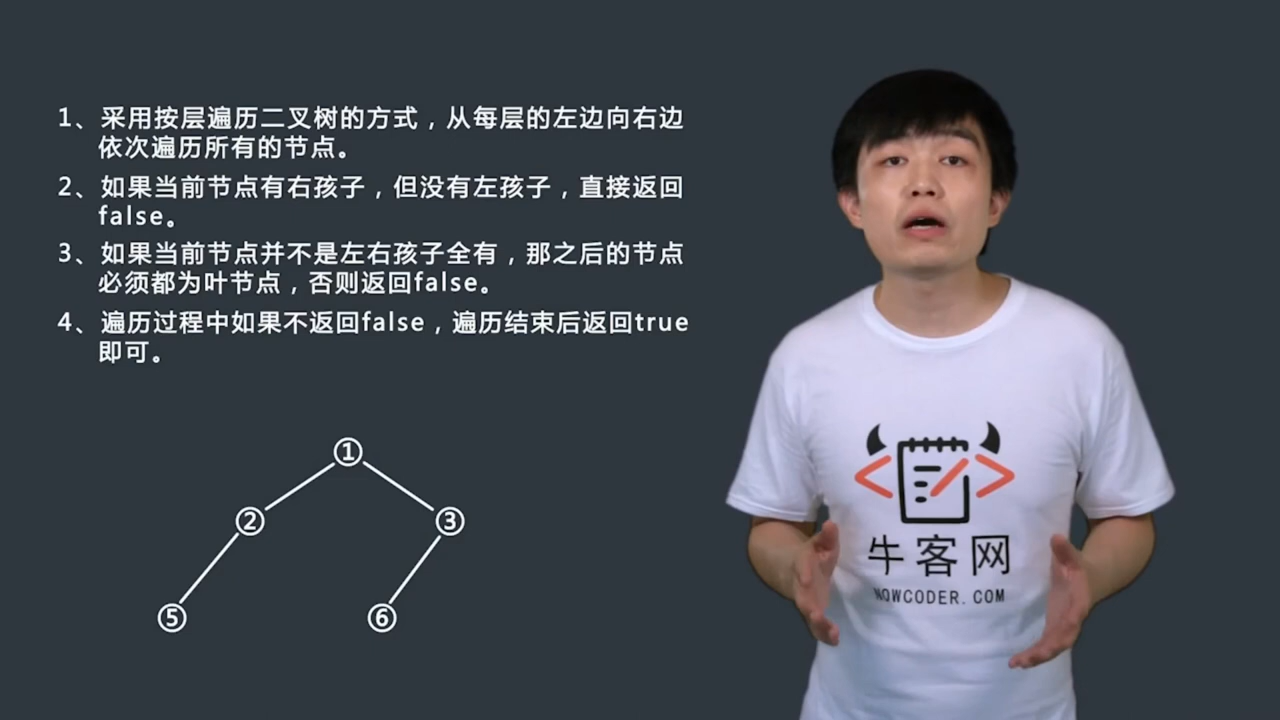 1、采用按层遍历二叉树的方式，从每层的左边向右边
依次遍历所有的节点。
2、如果当前节点有右孩子，但没有左孩子，直接返回
false。
3、如果当前节点并不是左右孩子全有，那之后的节点
必须都为叶节点，否则返回false。
4、遍历过程中如果不返回false，遍历结束后返回true
即可。
①
②
③
⑤
⑥
牛客网
NOWCODER.COM